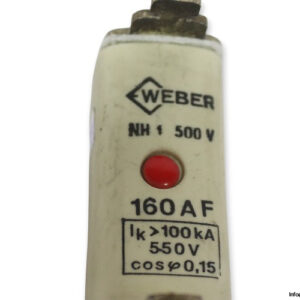 WEBER
NH 1 500 V
160 A F
Ik > 100 kA
550 V
cos φ 0,15